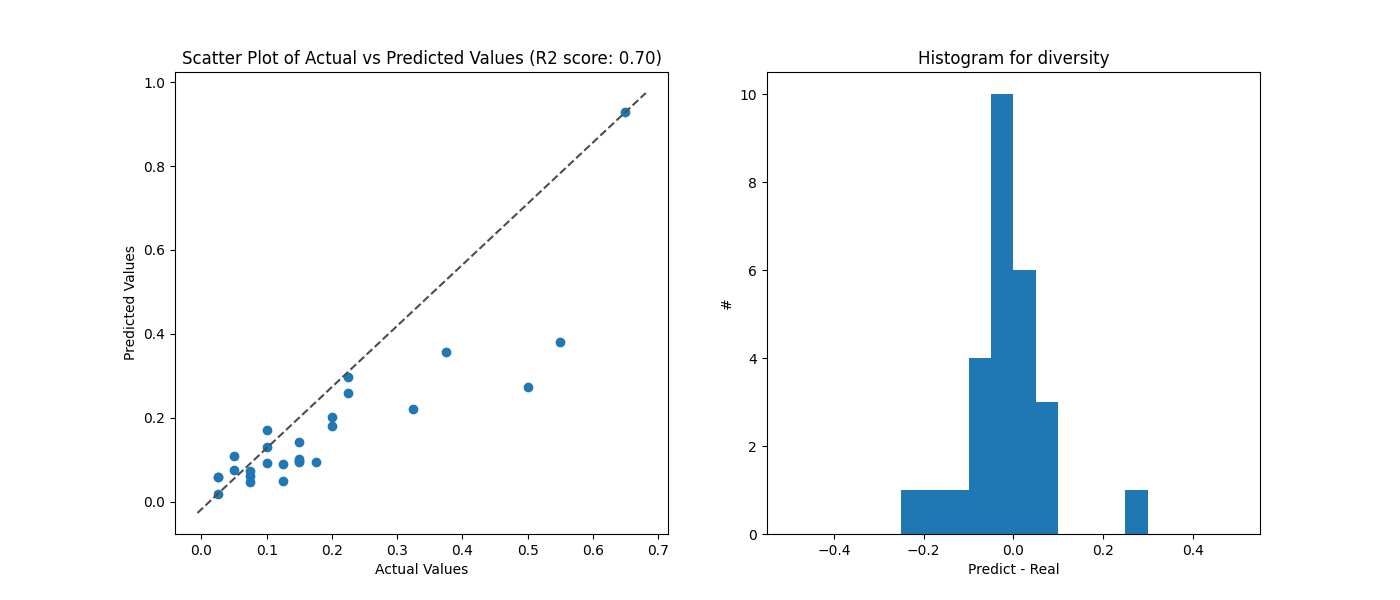 Scatter Plot of Actual vs Predicted Values (R2 score: 0.70)
1.0
0.8
0.6
0.4
0.2
0.0
Predicted Values
0.0 0.1 0.2 0.3 0.4 0.5 0.6 0.7
Actual Values
Histogram for diversity
10
8
6
4
2
0
#
−0.4 −0.2 0.0 0.2 0.4
Predict - Real